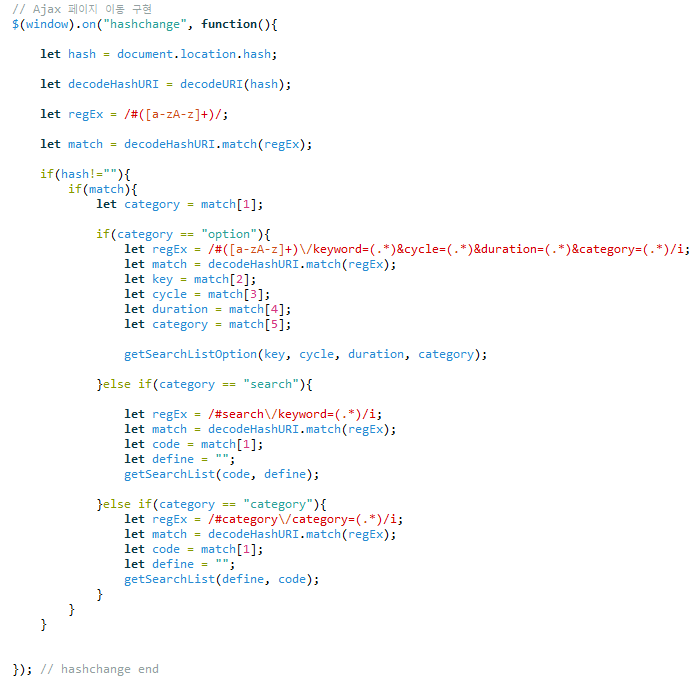 // Ajax 페이지 이동 구현
$(window).on("hashchange", function(){
let hash = document.location.hash;
let decodeHashURI = decodeURI(hash);
let regEx = /#([a-zA-z]+)/;
let match = decodeHashURI.match(regEx);
if(hash!=""){
if(match){
let category = match[1];
if(category == "option"){
let regEx = /#([a-zA-z]+)\/keyword=(.*)&cycle=(.*)&duration=(.*)&category=(.*)/i;
let match = decodeHashURI.match(regEx);
let key = match[2];
let cycle = match[3];
let duration = match[4];
let category = match[5];
getSearchListOption(key, cycle, duration, category);
}else if(category == "search"){
let regEx = /#search\/keyword=(.*)/i;
let match = decodeHashURI.match(regEx);
let code = match[1];
let define = "";
getSearchList(code, define);
}else if(category == "category"){
let regEx = /#category\/category=(.*)/i;
let match = decodeHashURI.match(regEx);
let code = match[1];
let define = "";
getSearchList(define, code);
}
}
}
}); // hashchange end